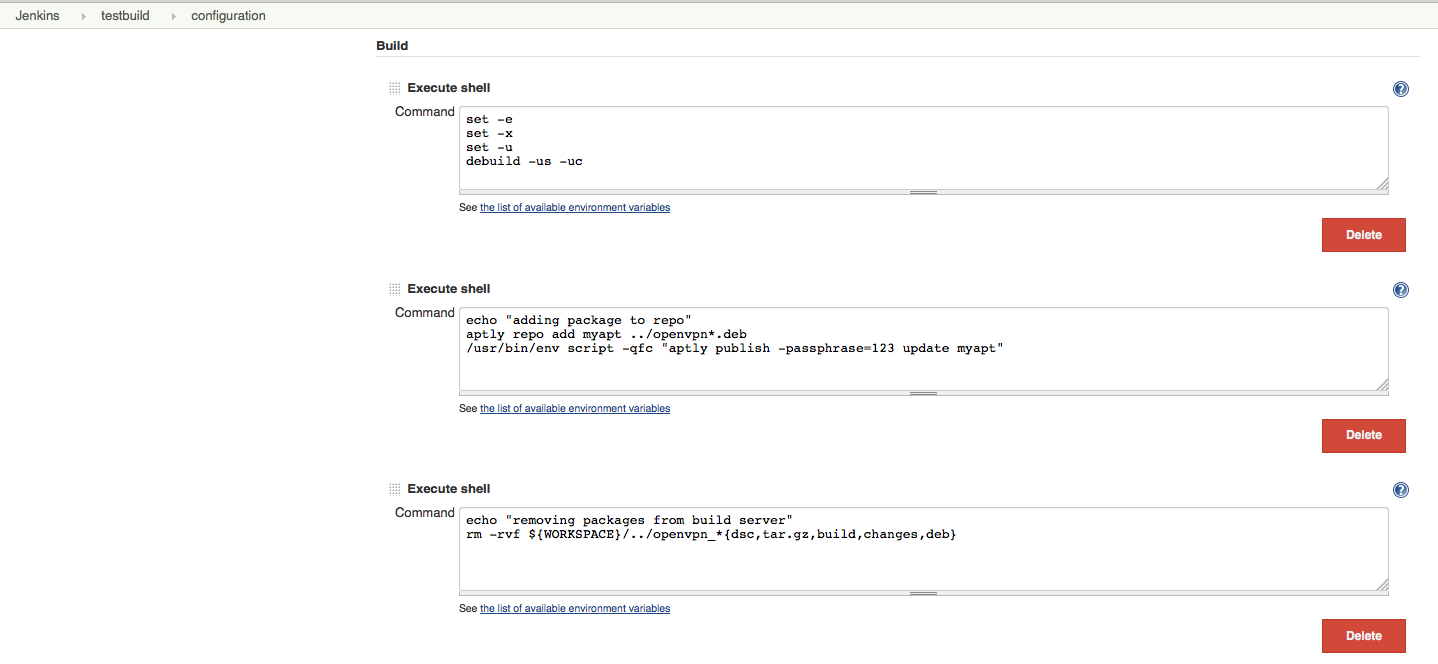 Jenkins testbuild configuration
Build
Execute shell
Command
set -e
set -x
set -u
debuild -us -uc
See the list of available environment variables
Delete
Execute shell
Command
echo "adding package to repo"
aptly repo add myapt ../openvpn*.deb
/usr/bin/env script -qfc "aptly publish -passphrase=123 update myapt"
See the list of available environment variables
Delete
Execute shell
Command
echo "removing packages from build server"
rm -rvf ${WORKSPACE}/../openvpn_*{dsc,tar.gz,build,changes,deb}
See the list of available environment variables
Delete